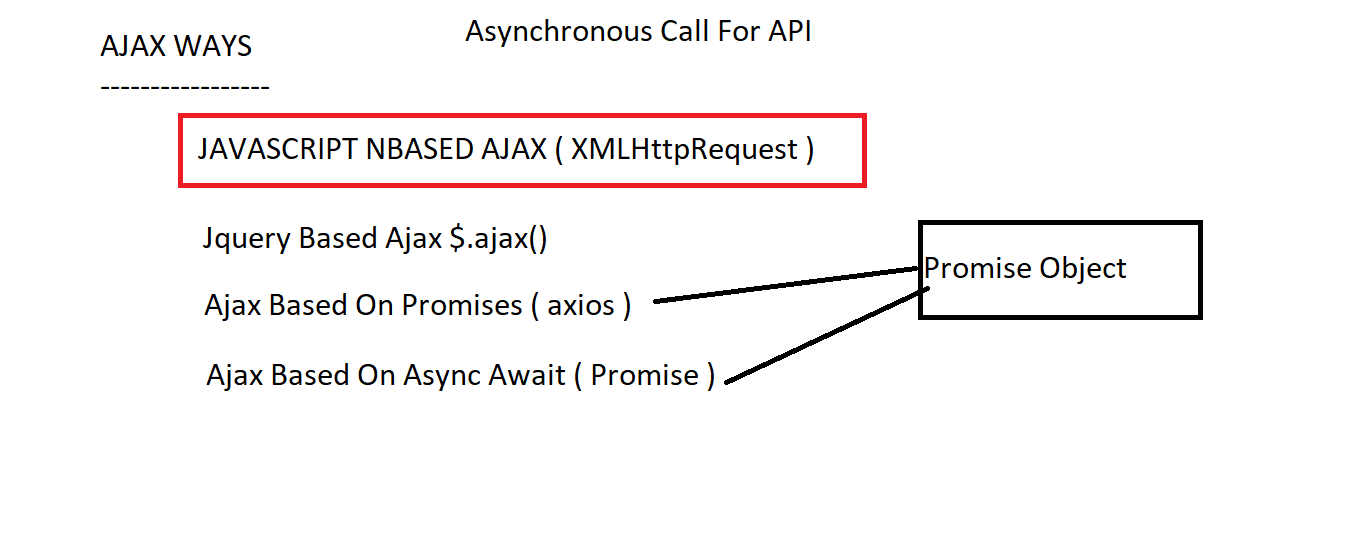 Asynchronous Call For API
AJAX WAYS
-----------------
JAVASCRIPT NBASED AJAX ( XMLHttpRequest )
Jquery Based Ajax $.ajax()
Promise Object
Ajax Based On Promises ( axios )
Ajax Based On Async Await ( Promise )